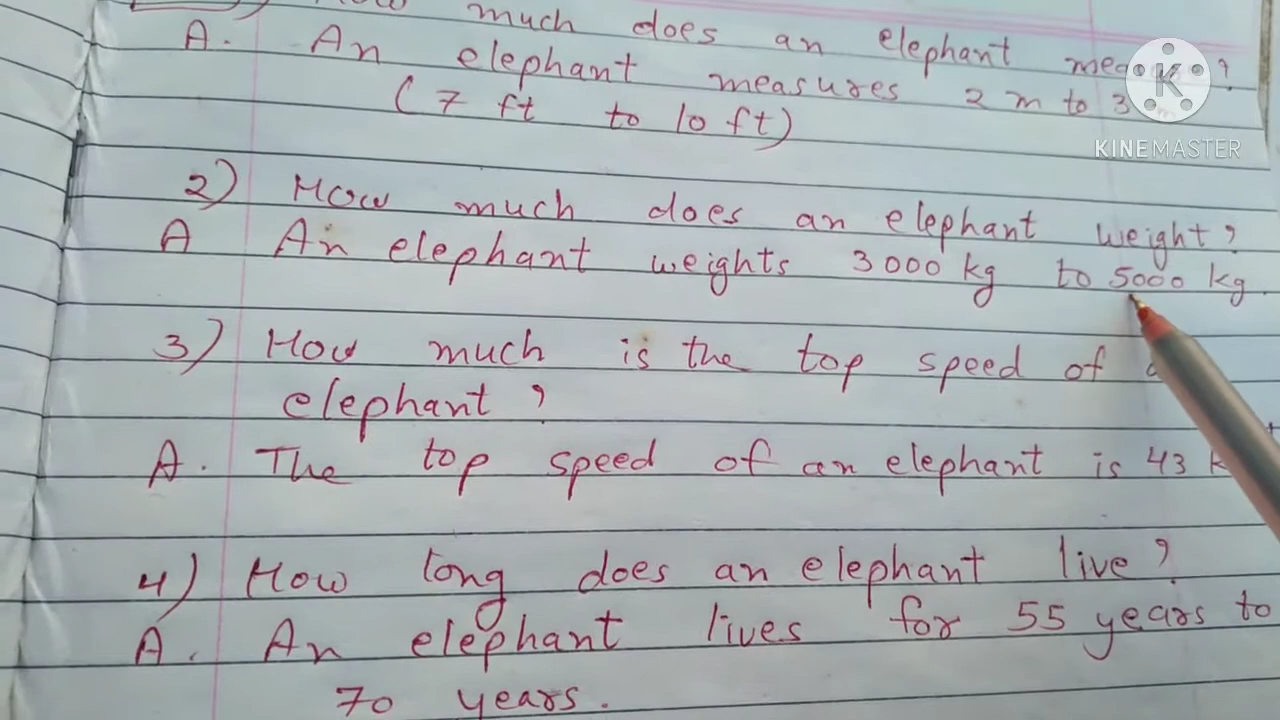 much does an elephant
A. An elephant measures 2 m to 3
(7 ft to 10 ft)
KINEMASTER
2) How much does an elephant weight?
A An elephant weights 3000 kg to 5000 kg.
3) How much is the top speed of
elephant ?
A. The top speed of an elephant is 43
4) How long does an elephant live ?
A. An elephant lives for 55 years to
70 years.